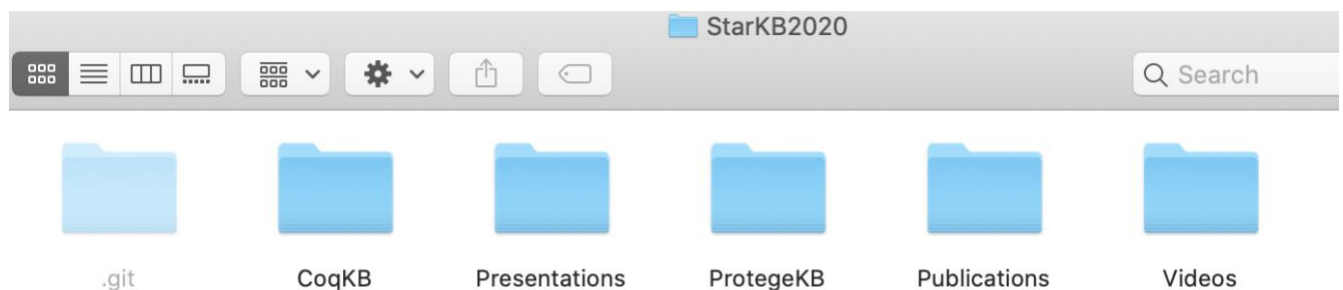 StarKB2020
Search
.git CoqKB Presentations ProtegeKB Publications Videos